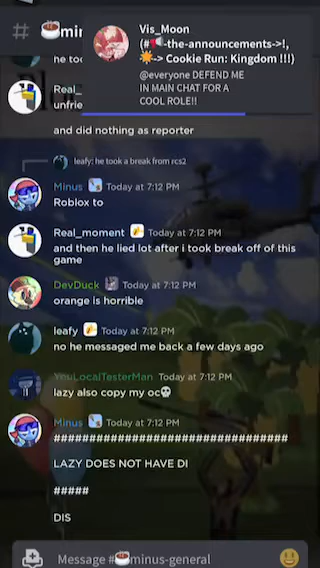 # ☕mi
Vis_Moon
(#📢-the-announcements->!,
☀-> Cookie Run: Kingdom !!!)
@everyone DEFEND ME
IN MAIN CHAT FOR A
COOL ROLE!!
he too
Real_
unfrie
and did nothing as reporter
leafy: he took a break from rcs2
Minus Today at 7:12 PM
Roblox to
Real_moment Today at 7:12 PM
and then he lied lot after i took break off of this
game
DevDuck Today at 7:12 PM
orange is horrible
leafy Today at 7:12 PM
no he messaged me back a few days ago
YouLocalTesterMan Today at 7:12 PM
lazy also copy my oc💀
Minus Today at 7:12 PM
#################################
LAZY DOES NOT HAVE DI
#####
DIS
Message #☕minus-general